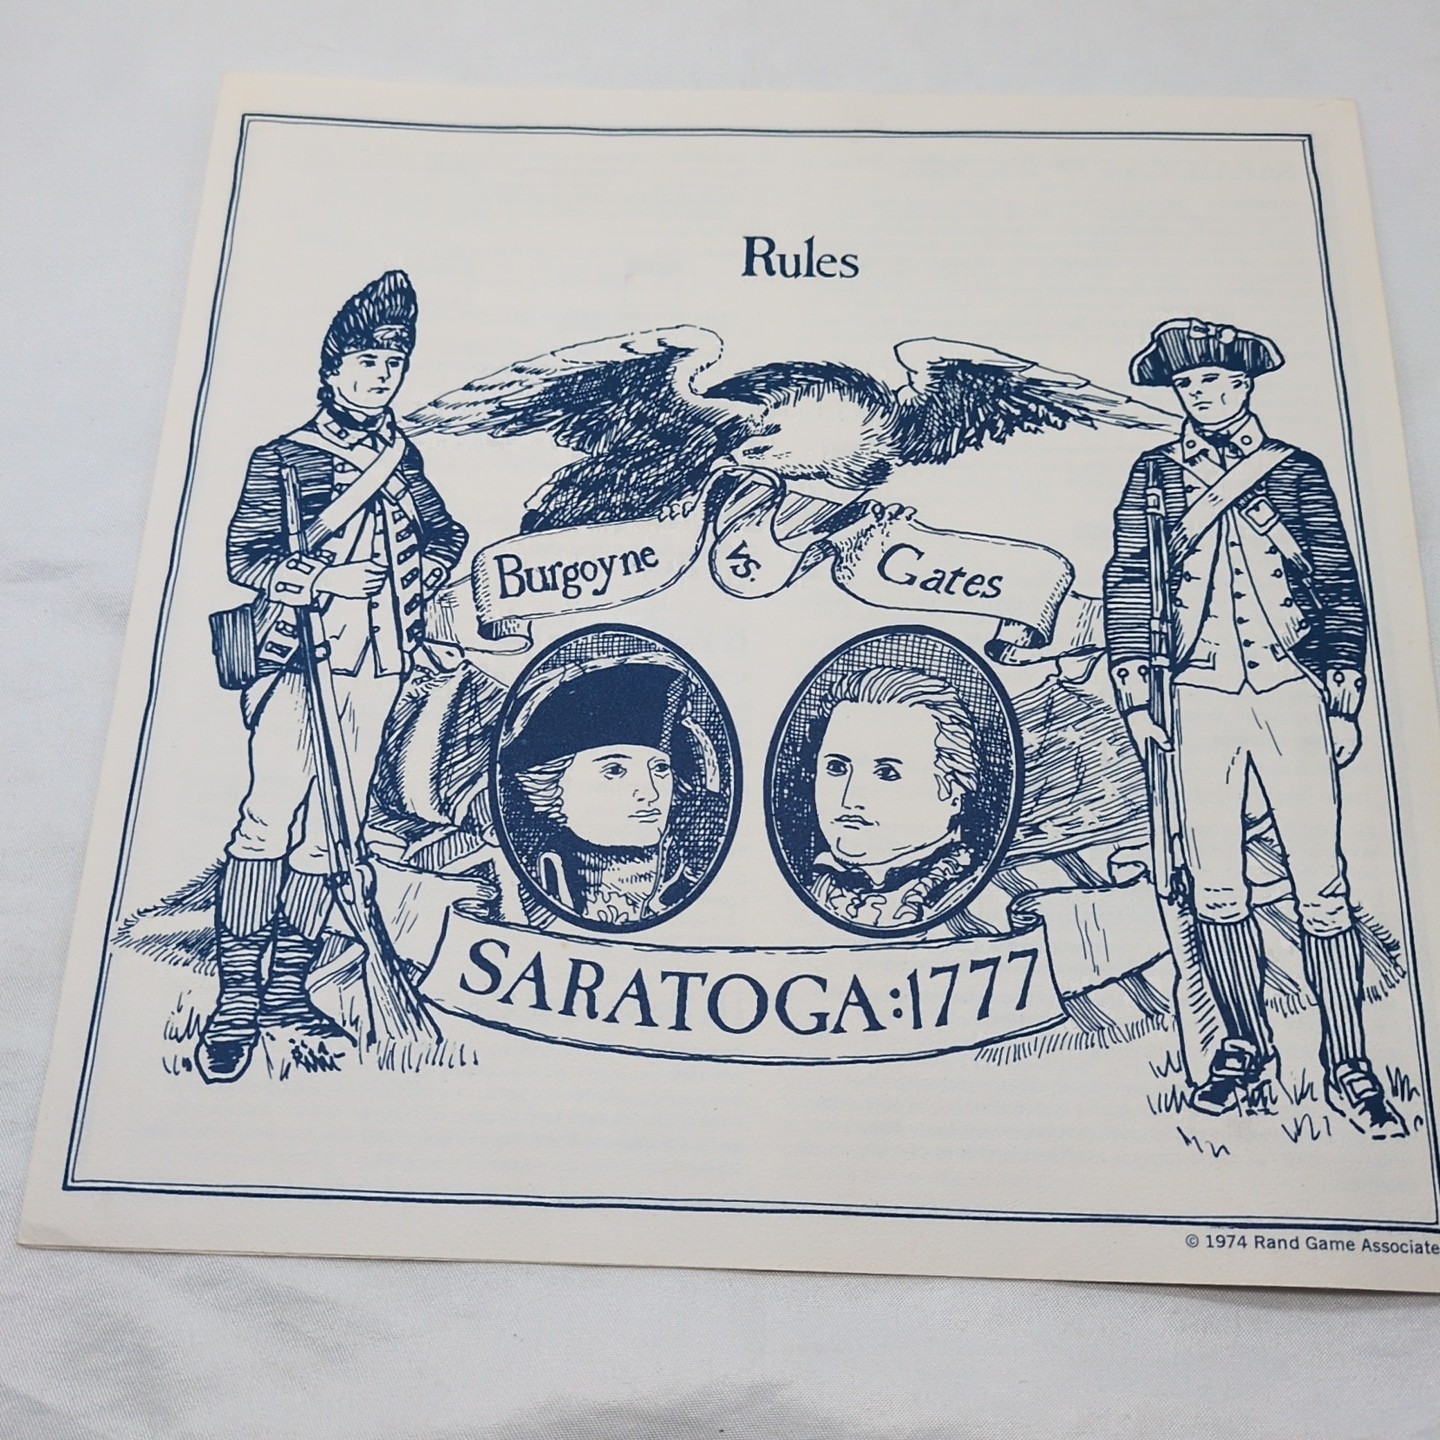 Rules
Burgoyne vs. Gates
SARATOGA:1777
© 1974 Rand Game Associate